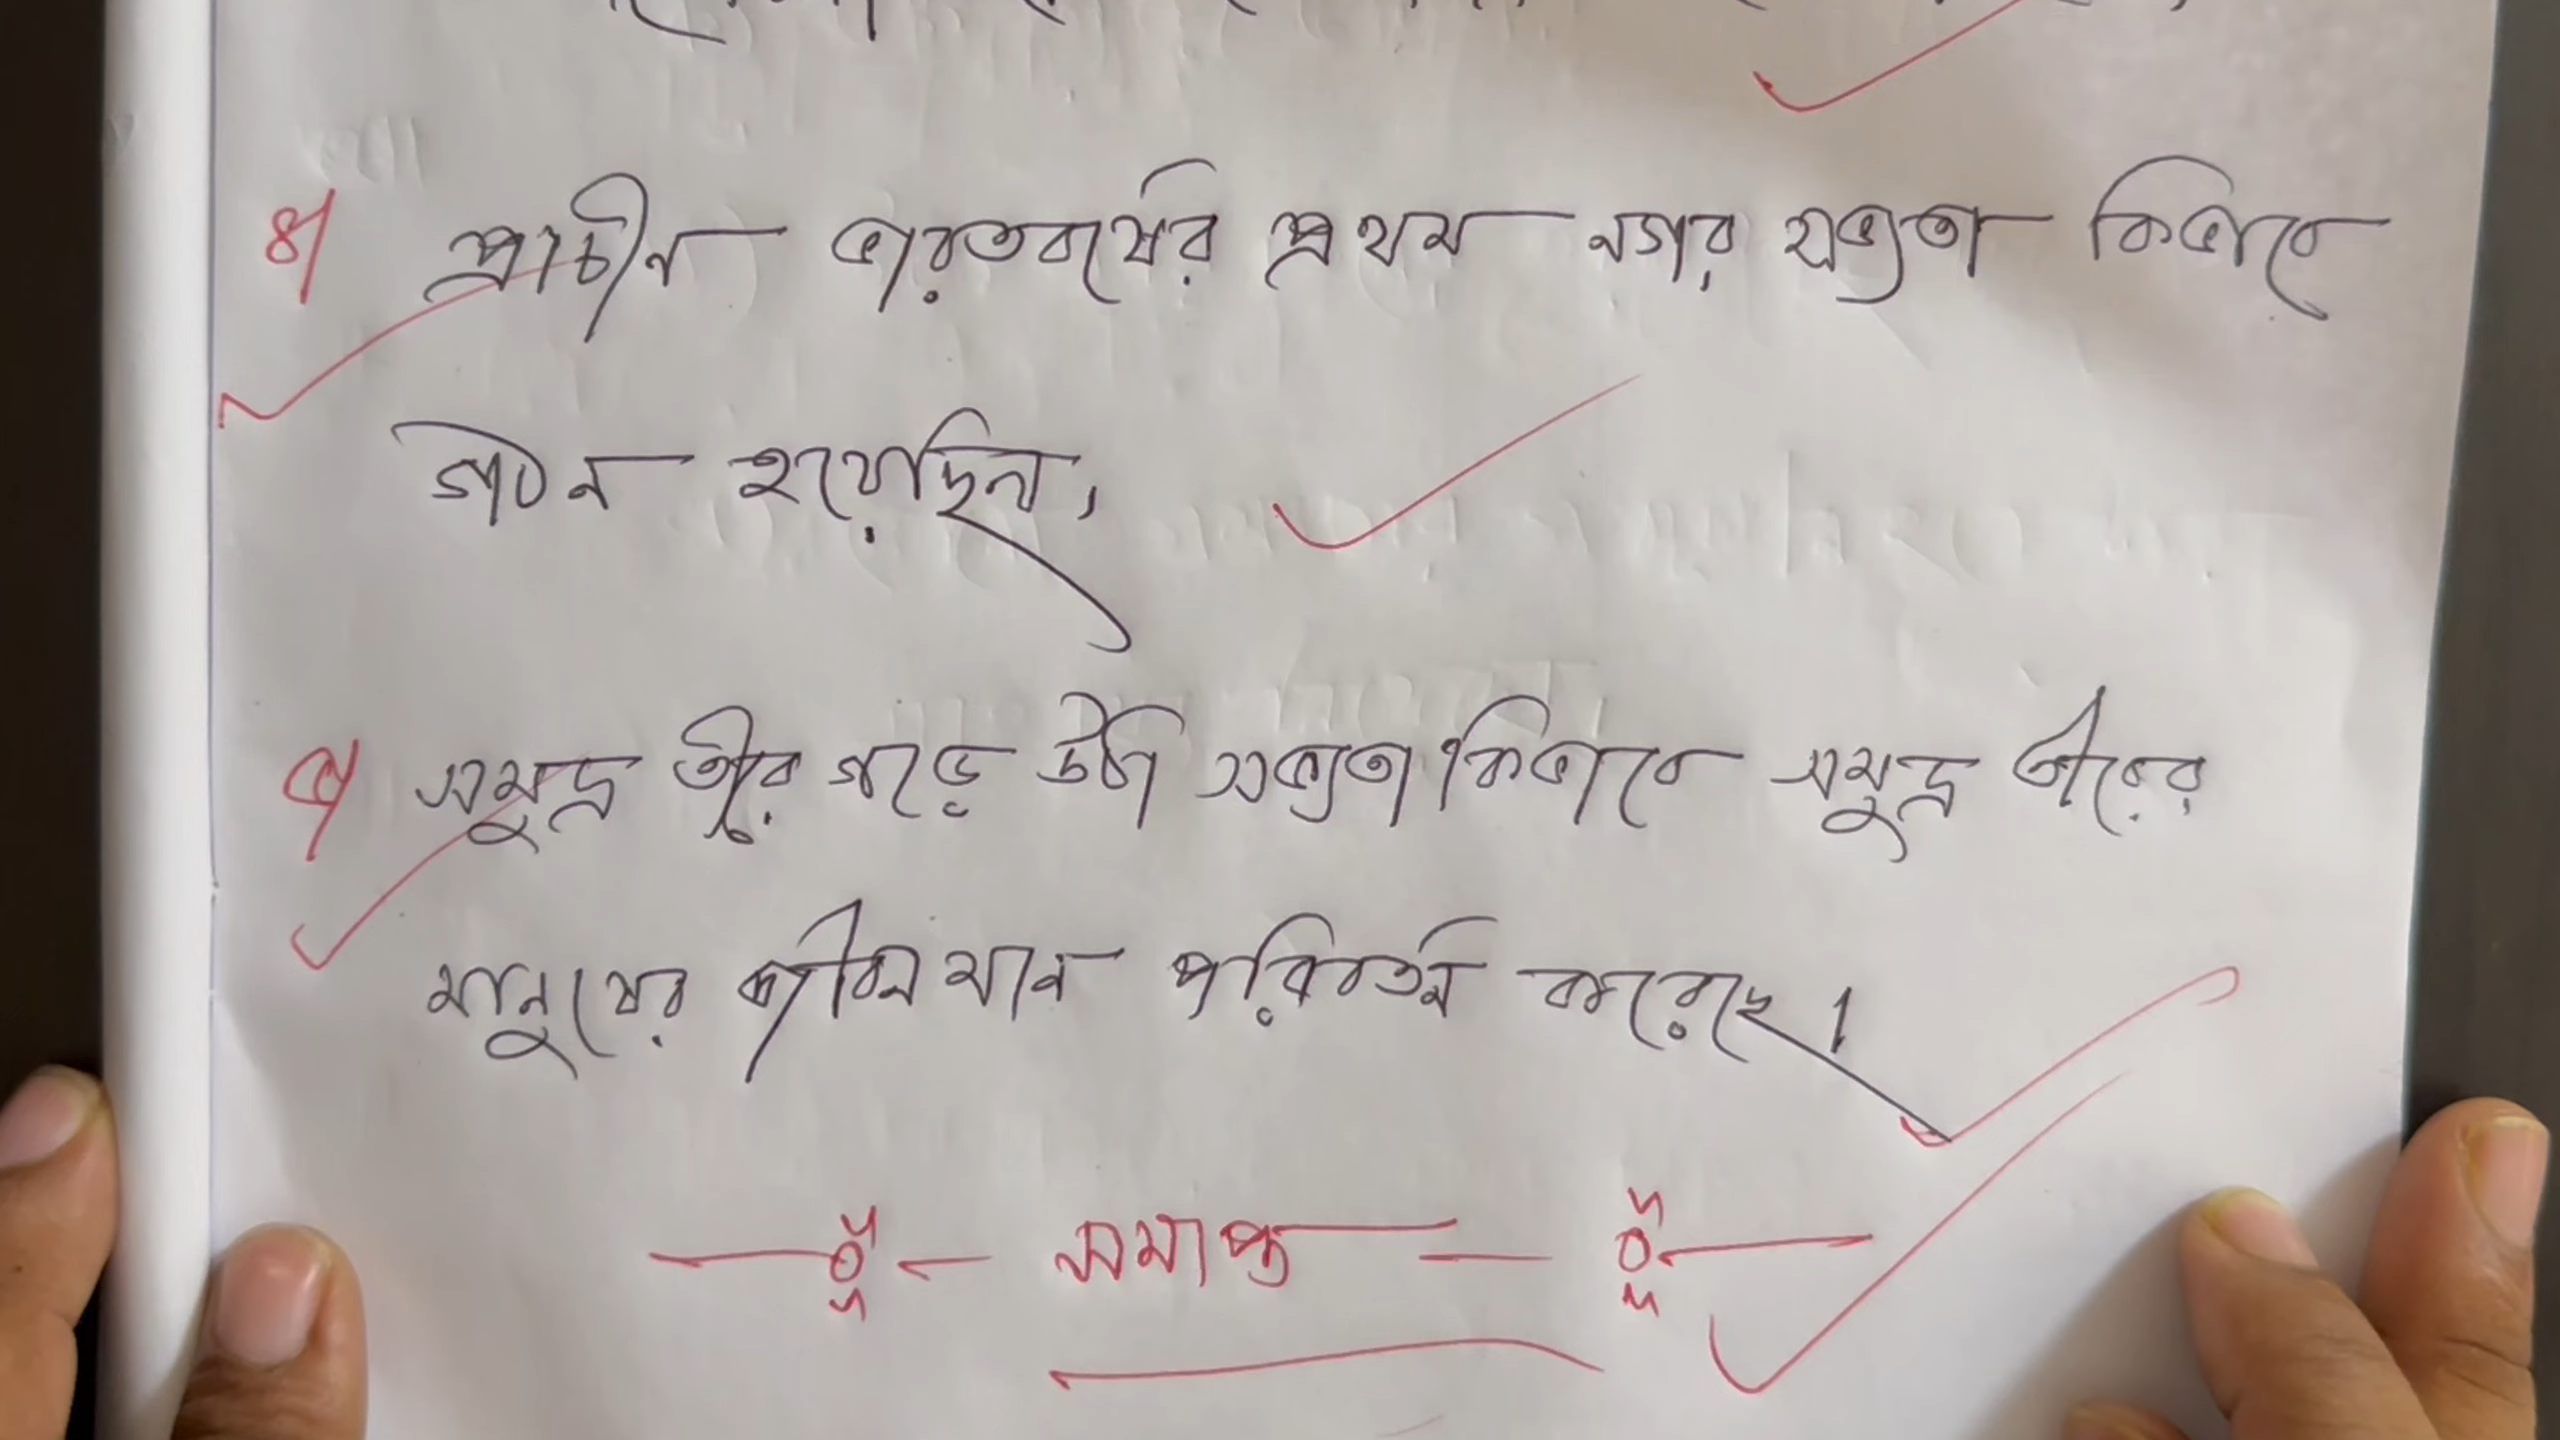 ৪। প্রাচীন ভারতবর্ষের প্রথম নগর সভ্যতা কিভাবে
গঠন হয়েছিল,
৫। সমুদ্র তীরে গড়ে উঠা সভ্যতা কিভাবে সমুদ্র তীরের
মানুষের জীবন মান পরিবর্তন করেছে।
সমাপ্ত